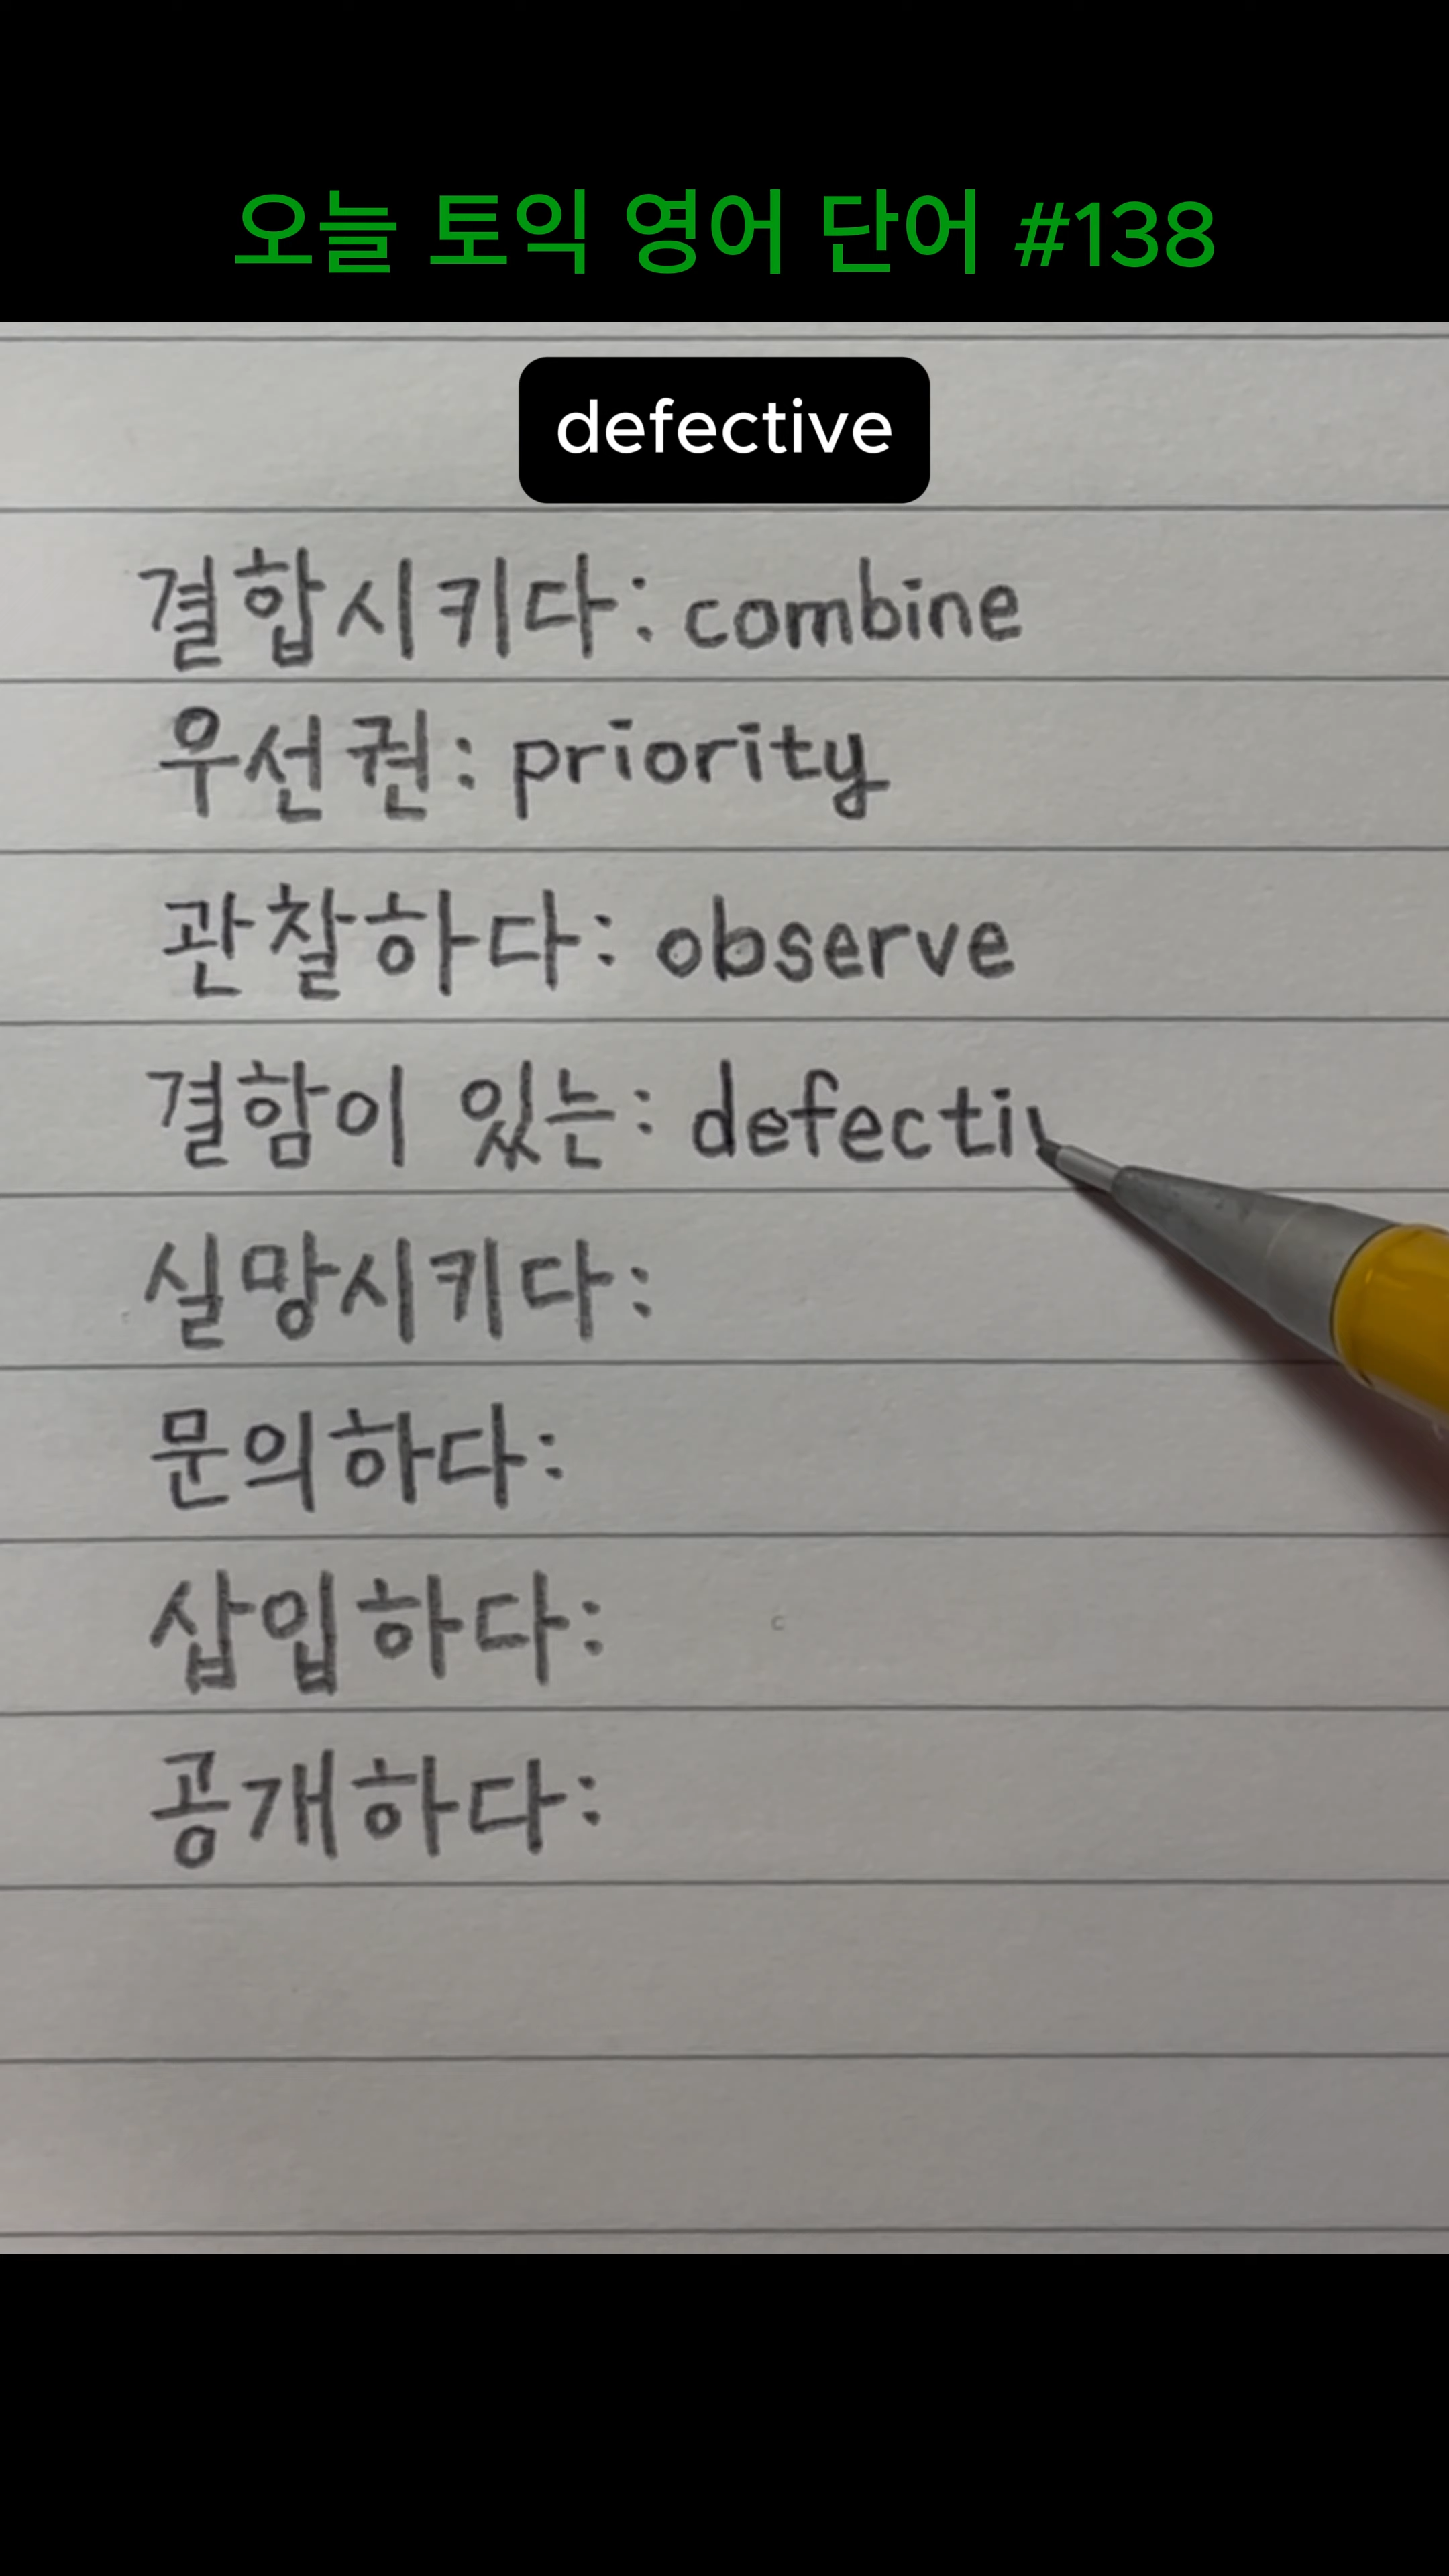 오늘 토익 영어 단어 #138
defective
결합시키다: combine
우선권: priority
관찰하다: observe
결함이 있는: defectiv
실망시키다:
문의하다:
삽입하다:
공개하다: